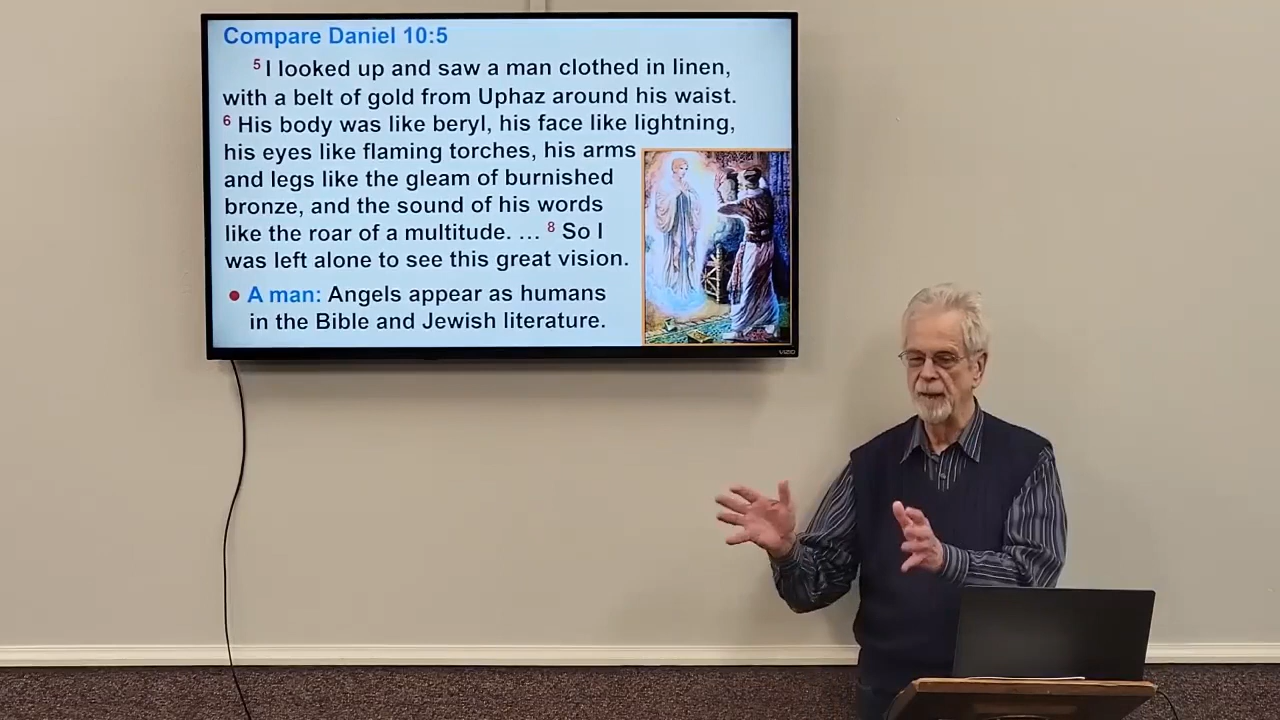 Compare Daniel 10:5
5 I looked up and saw a man clothed in linen,
with a belt of gold from Uphaz around his waist.
6 His body was like beryl, his face like lightning,
his eyes like flaming torches, his arms
and legs like the gleam of burnished
bronze, and the sound of his words
like the roar of a multitude. ... 8 So I
was left alone to see this great vision.
• A man: Angels appear as humans
in the Bible and Jewish literature.
VIZIO